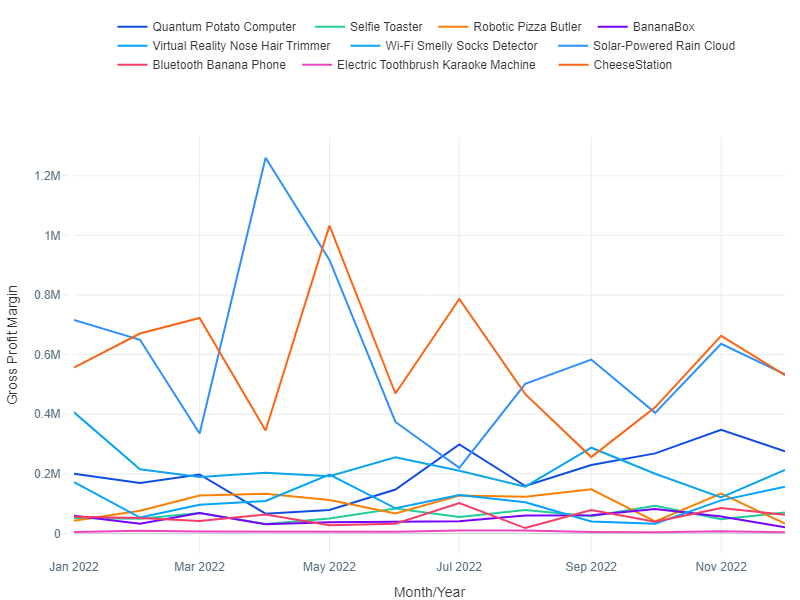 Quantum Potato Computer Selfie Toaster Robotic Pizza Butler BananaBox
Virtual Reality Nose Hair Trimmer Wi-Fi Smelly Socks Detector Solar-Powered Rain Cloud
Bluetooth Banana Phone Electric Toothbrush Karaoke Machine CheeseStation
1.2M
1M
0.8M
0.6M
0.4M
0.2M
0
Gross Profit Margin
Jan 2022 Mar 2022 May 2022 Jul 2022 Sep 2022 Nov 2022
Month/Year